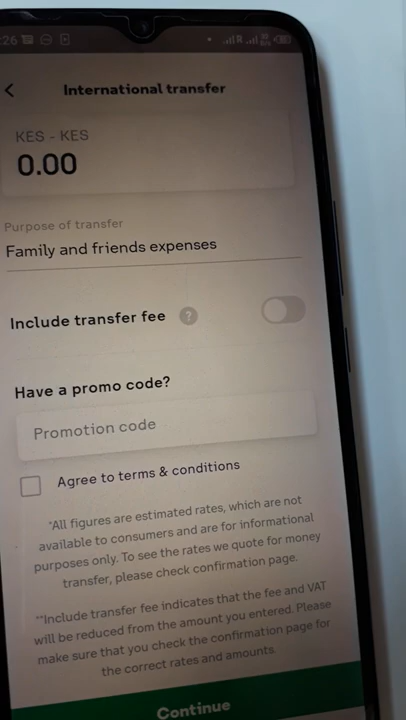 :26
R
International transfer
KES - KES
0.00
Purpose of transfer
Family and friends expenses
Include transfer fee ?
Have a promo code?
Promotion code
Agree to terms & conditions
*All figures are estimated rates, which are not
available to consumers and are for informational
purposes only. To see the rates we quote for money
transfer, please check confirmation page.
**Include transfer fee indicates that the fee and VAT
will be reduced from the amount you entered. Please
make sure that you check the confirmation page for
the correct rates and amounts.
Continue